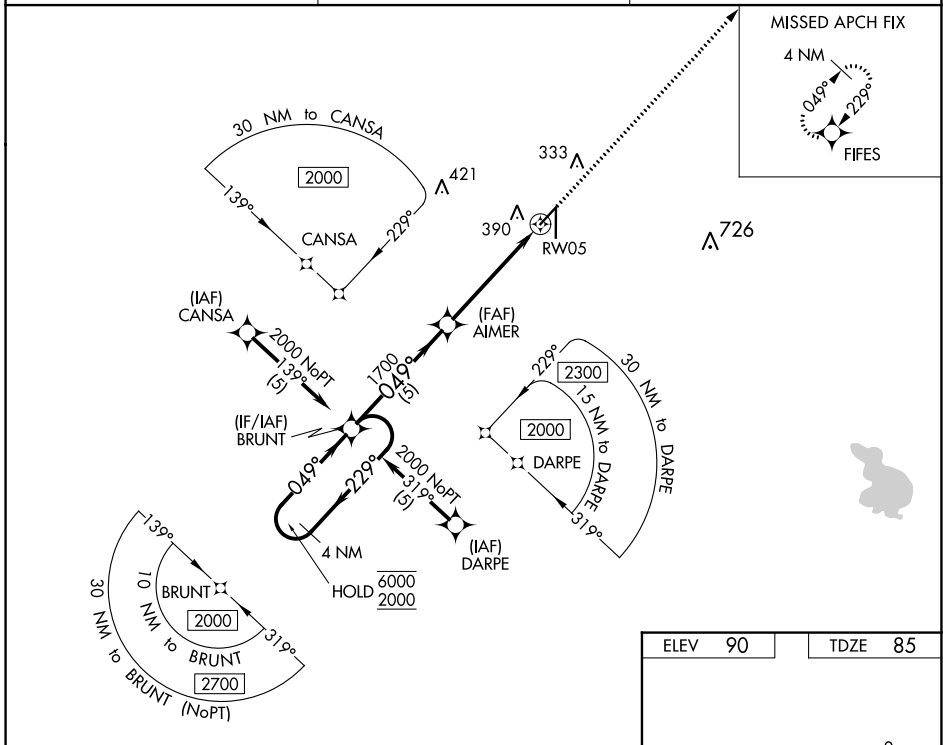 MISSED APCH FIX
4 NM
049°
229°
FIFES
30 NM to CANSA
2000
139°
229°
CANSA
421
333
390
RW05
726
(IAF)
CANSA
2000 NoPT
139°
(5)
(FAF)
AIMER
1700
049°
(5)
(IF/IAF)
BRUNT
049°
229°
4 NM
HOLD 6000
2000
2000 NoPT
319°
(5)
(IAF)
DARPE
229°
2300
30 NM to DARPE
2000
15 NM to DARPE
DARPE
319°
139°
BRUNT
2000
10 NM to BRUNT
319°
2700
30 NM to BRUNT (NoPT)
ELEV 90
TDZE 85